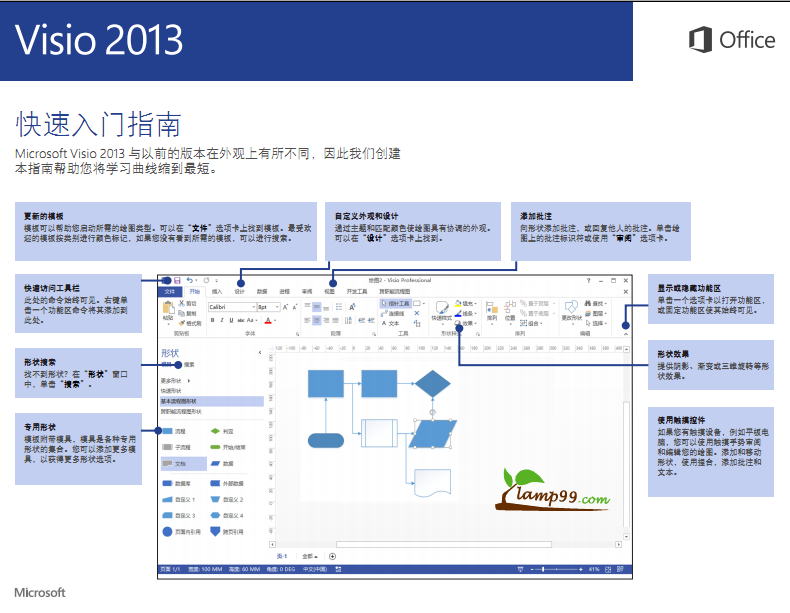 Visio 2013
Office
快速入门指南
Microsoft Visio 2013 与以前的版本在外观上有所不同，因此我们创建
本指南帮助您将学习曲线缩到最短。
更新的模板
模板可以帮助您启动所需的绘图类型。可以在“文件”选项卡上找到模板。最受欢
迎的模板按类别进行颜色标记，如果您没有看到所需的模板，可以进行搜索。
自定义外观和设计
通过主题和匹配颜色使绘图具有协调的外观。
可以在“设计”选项卡上找到。
添加批注
向形状添加批注，或回复他人的批注。单击绘
图上的批注标识符或使用“审阅”选项卡。
快速访问工具栏
此处的命令始终可见。右键单
击一个功能区命令将其添加到
此处。
形状搜索
找不到形状？在“形状”窗口
中，单击“搜索”。
专用形状
模板附带模具，模具是各种专用
形状的集合。您可以添加更多模
具，以获得更多形状选项。
显示或隐藏功能区
单击一个选项卡以打开功能区，
或固定功能区使其始终可见。
形状效果
提供阴影、渐变或三维旋转等形
状效果。
使用触摸控件
如果您有触摸设备，例如平板电
脑，您可以使用触摸手势审阅
和编辑您的绘图。添加和移动
形状，使用捏合，添加批注和
文本。
绘图2 - Visio Professional
文件 开始 插入 设计 数据 进程 审阅 视图 开发工具
粘贴 剪切 复制 格式刷
Calibri 8pt
指针工具 连接线 文本
快速样式 填充 线条 效果
排列 位置 组合
更改形状 查找 图层 选择
剪贴板 字体 段落 工具 形状样式 排列 编辑
形状
搜索
更多形状
快速形状
基本流程图形状
跨职能流程图形状
流程 判定
子流程 开始/结束
文档 数据
数据库 外部数据
自定义 1 自定义 2
自定义 3 自定义 4
页面内引用 跨页引用
lamp99.com
页-1 全部
页面 1/1 宽度: 100 MM 高度: 60 MM 角度: 0 DEG 中文(中国)
41%
Microsoft